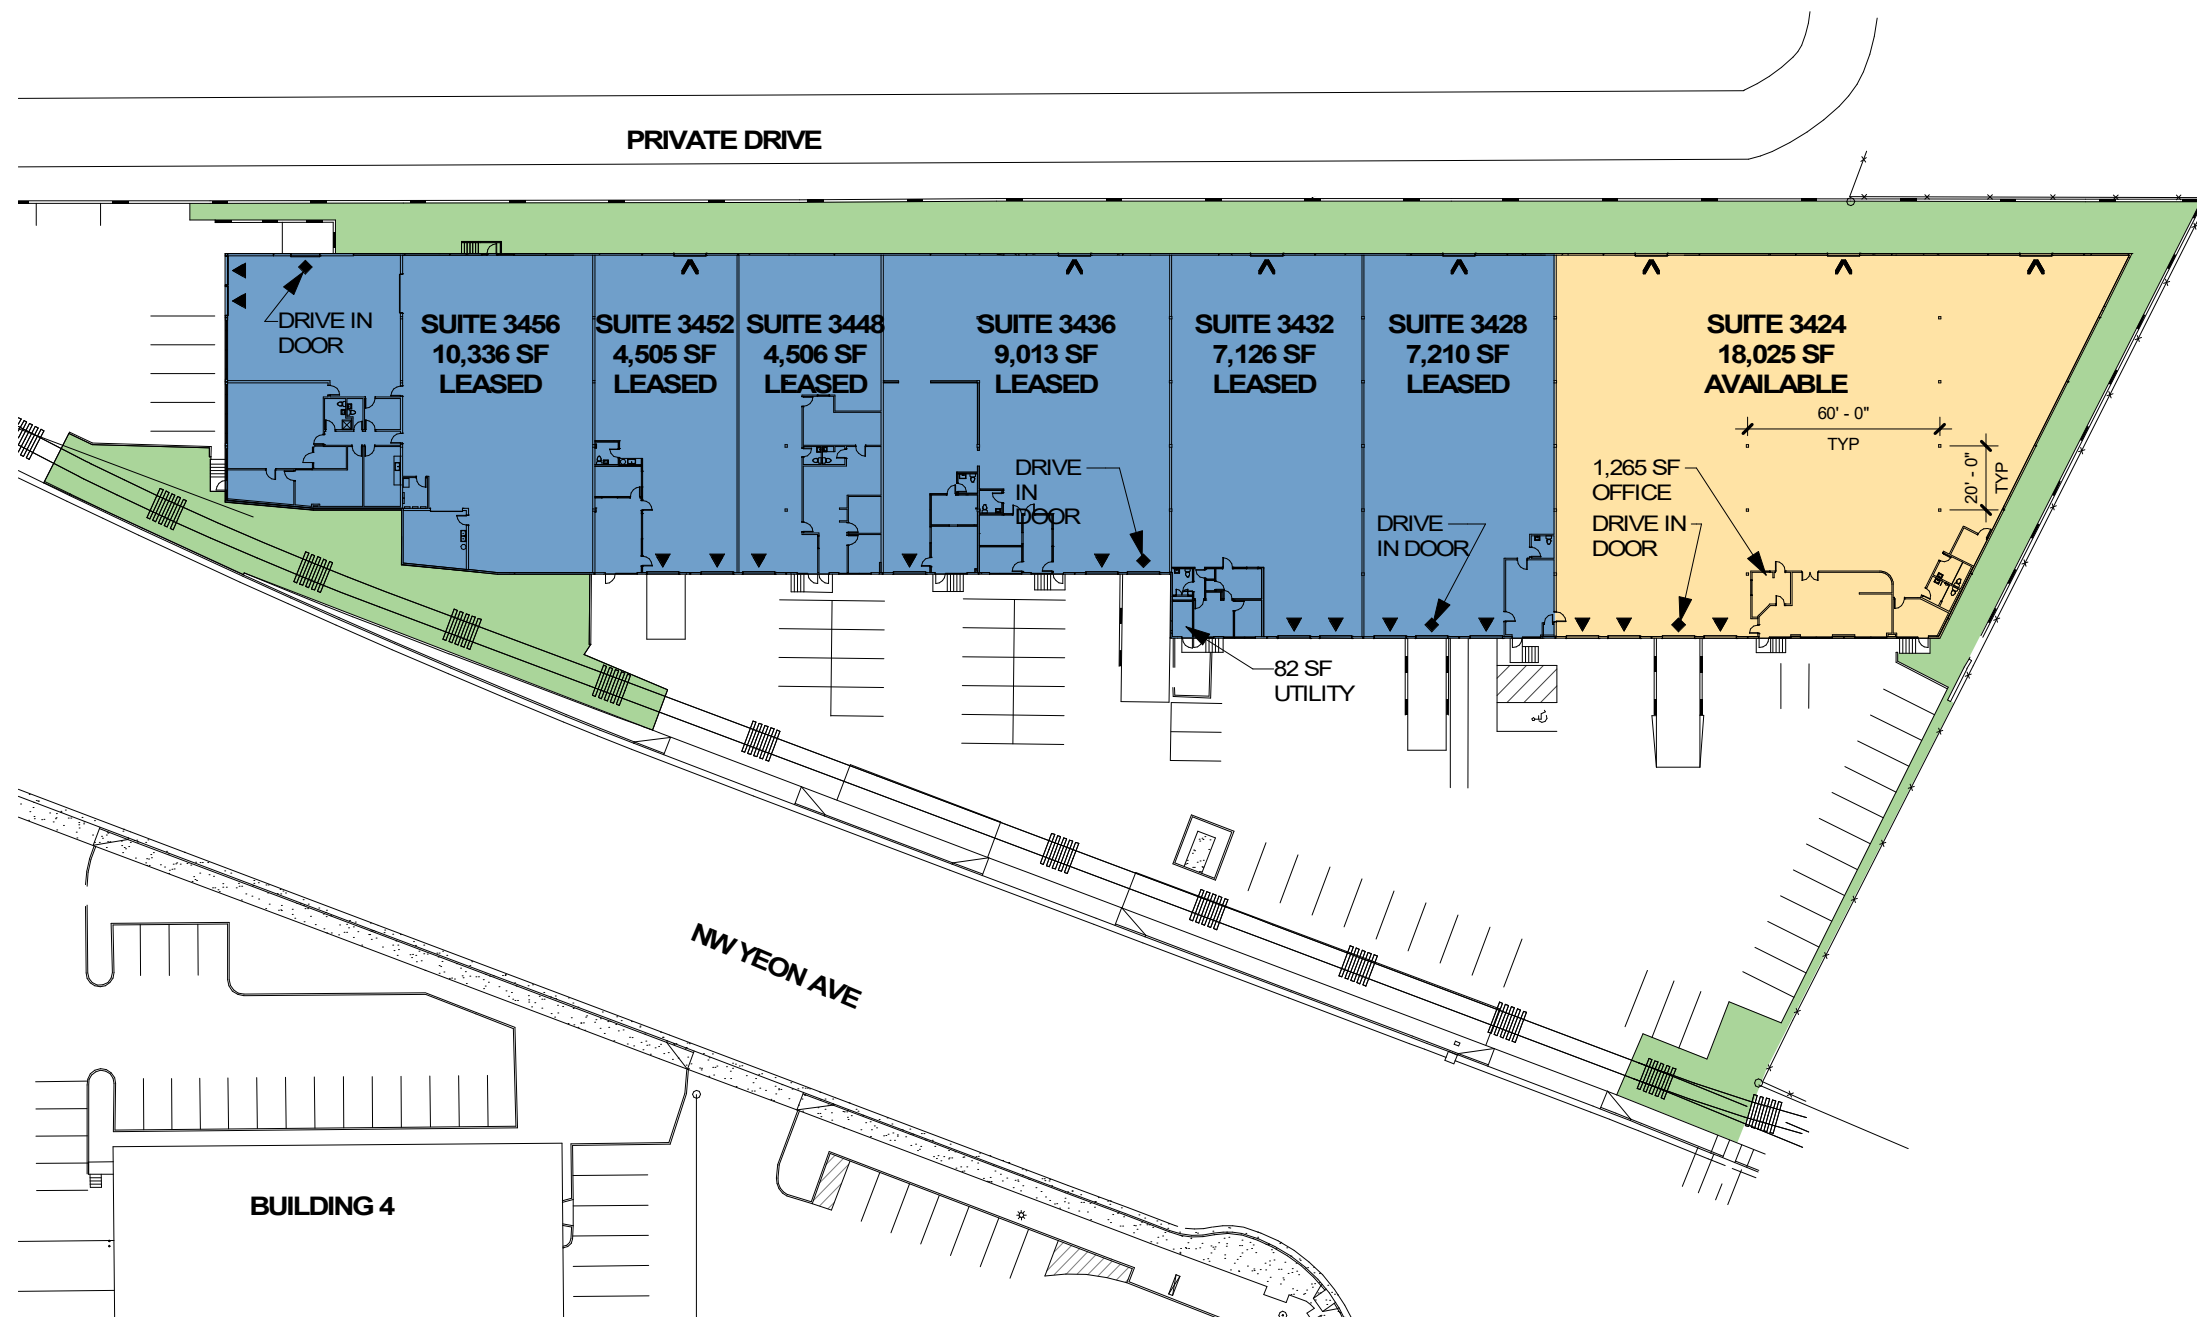 PRIVATE DRIVE
DRIVE IN
DOOR
SUITE 3456
10,336 SF
LEASED
SUITE 3452
4,505 SF
LEASED
SUITE 3448
4,506 SF
LEASED
SUITE 3436
9,013 SF
LEASED
SUITE 3432
7,126 SF
LEASED
SUITE 3428
7,210 SF
LEASED
SUITE 3424
18,025 SF
AVAILABLE
60' - 0"
TYP
20' - 0"
TYP
DRIVE
IN
DOOR
DRIVE
IN DOOR
1,265 SF
OFFICE
DRIVE IN
DOOR
82 SF
UTILITY
NW YEON AVE
BUILDING 4